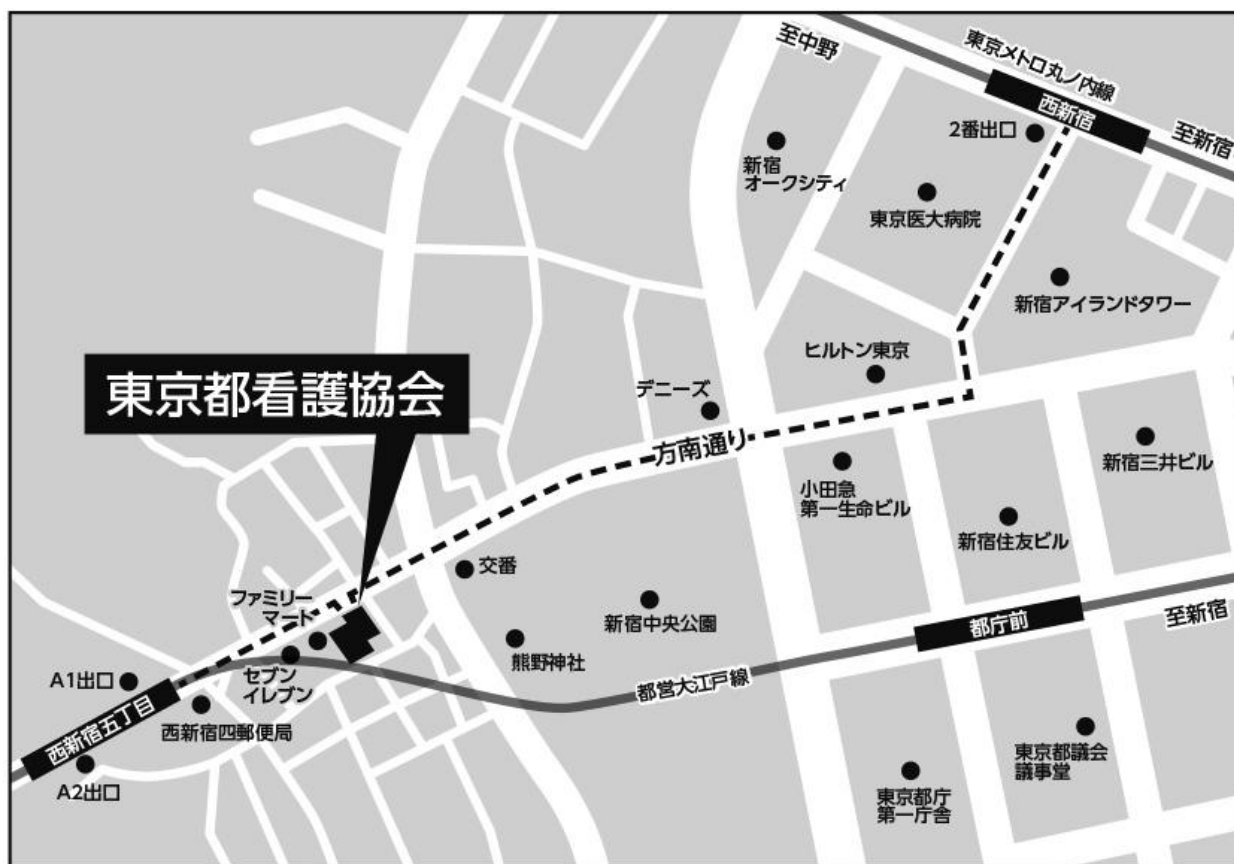 至中野
東京メトロ丸ノ内線
西新宿
至新宿
2番出口
新宿
オークシティ
東京医大病院
新宿アイランドタワー
ヒルトン東京
デニーズ
東京都看護協会
方南通り
小田急
第一生命ビル
新宿三井ビル
新宿住友ビル
交番
ファミリー
マート
新宿中央公園
都庁前
至新宿
熊野神社
セブン
イレブン
A1出口
都営大江戸線
西新宿五丁目
西新宿四郵便局
A2出口
東京都議会
議事堂
東京都庁
第一庁舎